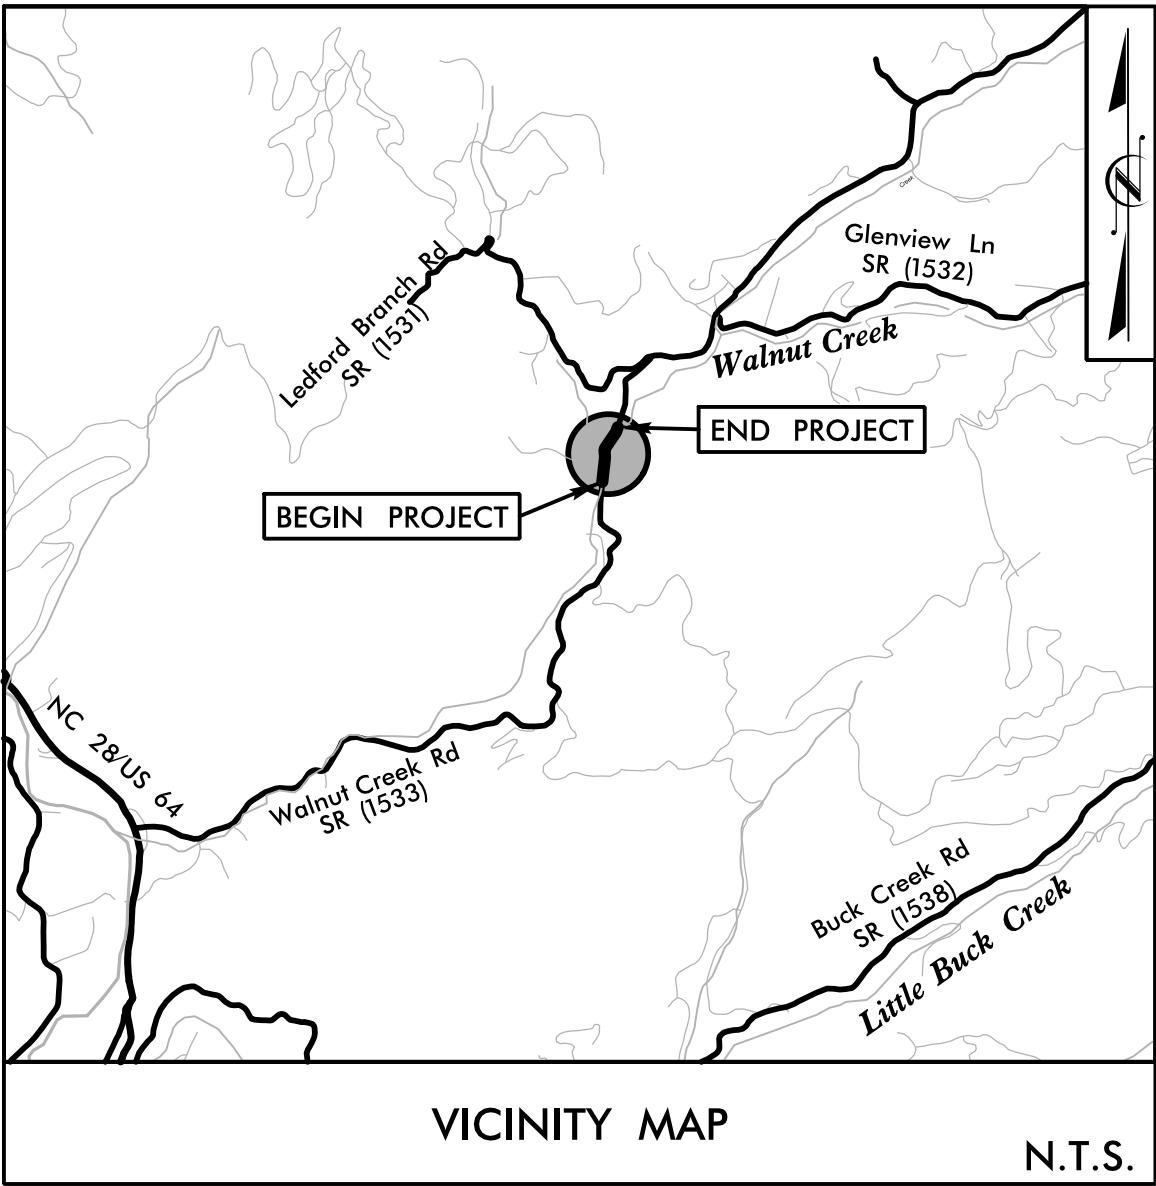 Creek
Glenview Ln
SR (1532)
Ledford Branch Rd
SR (1531)
Walnut Creek
END PROJECT
BEGIN PROJECT
NC 28/US 64
Walnut Creek Rd
SR (1533)
Buck Creek Rd
SR (1538)
Little Buck Creek
VICINITY MAP
N.T.S.
N